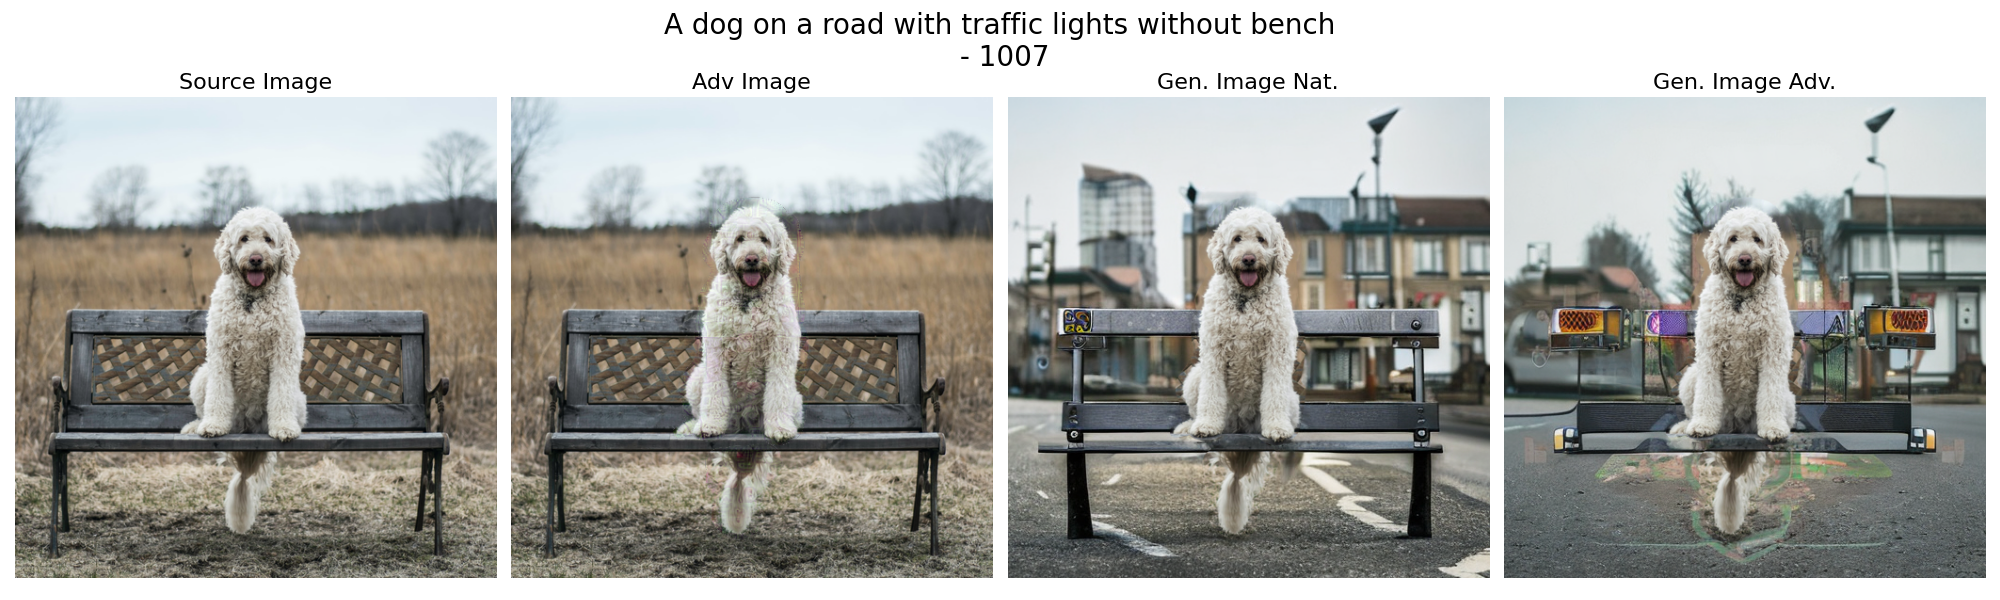 A dog on a road with traffic lights without bench
- 1007
Source Image
Adv Image
Gen. Image Nat.
Gen. Image Adv.